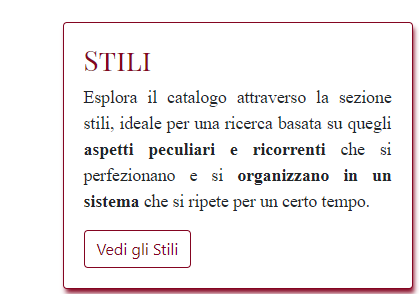 STILI
Esplora il catalogo attraverso la sezione
stili, ideale per una ricerca basata su quegli
aspetti peculiari e ricorrenti che si
perfezionano e si organizzano in un
sistema che si ripete per un certo tempo.
Vedi gli Stili